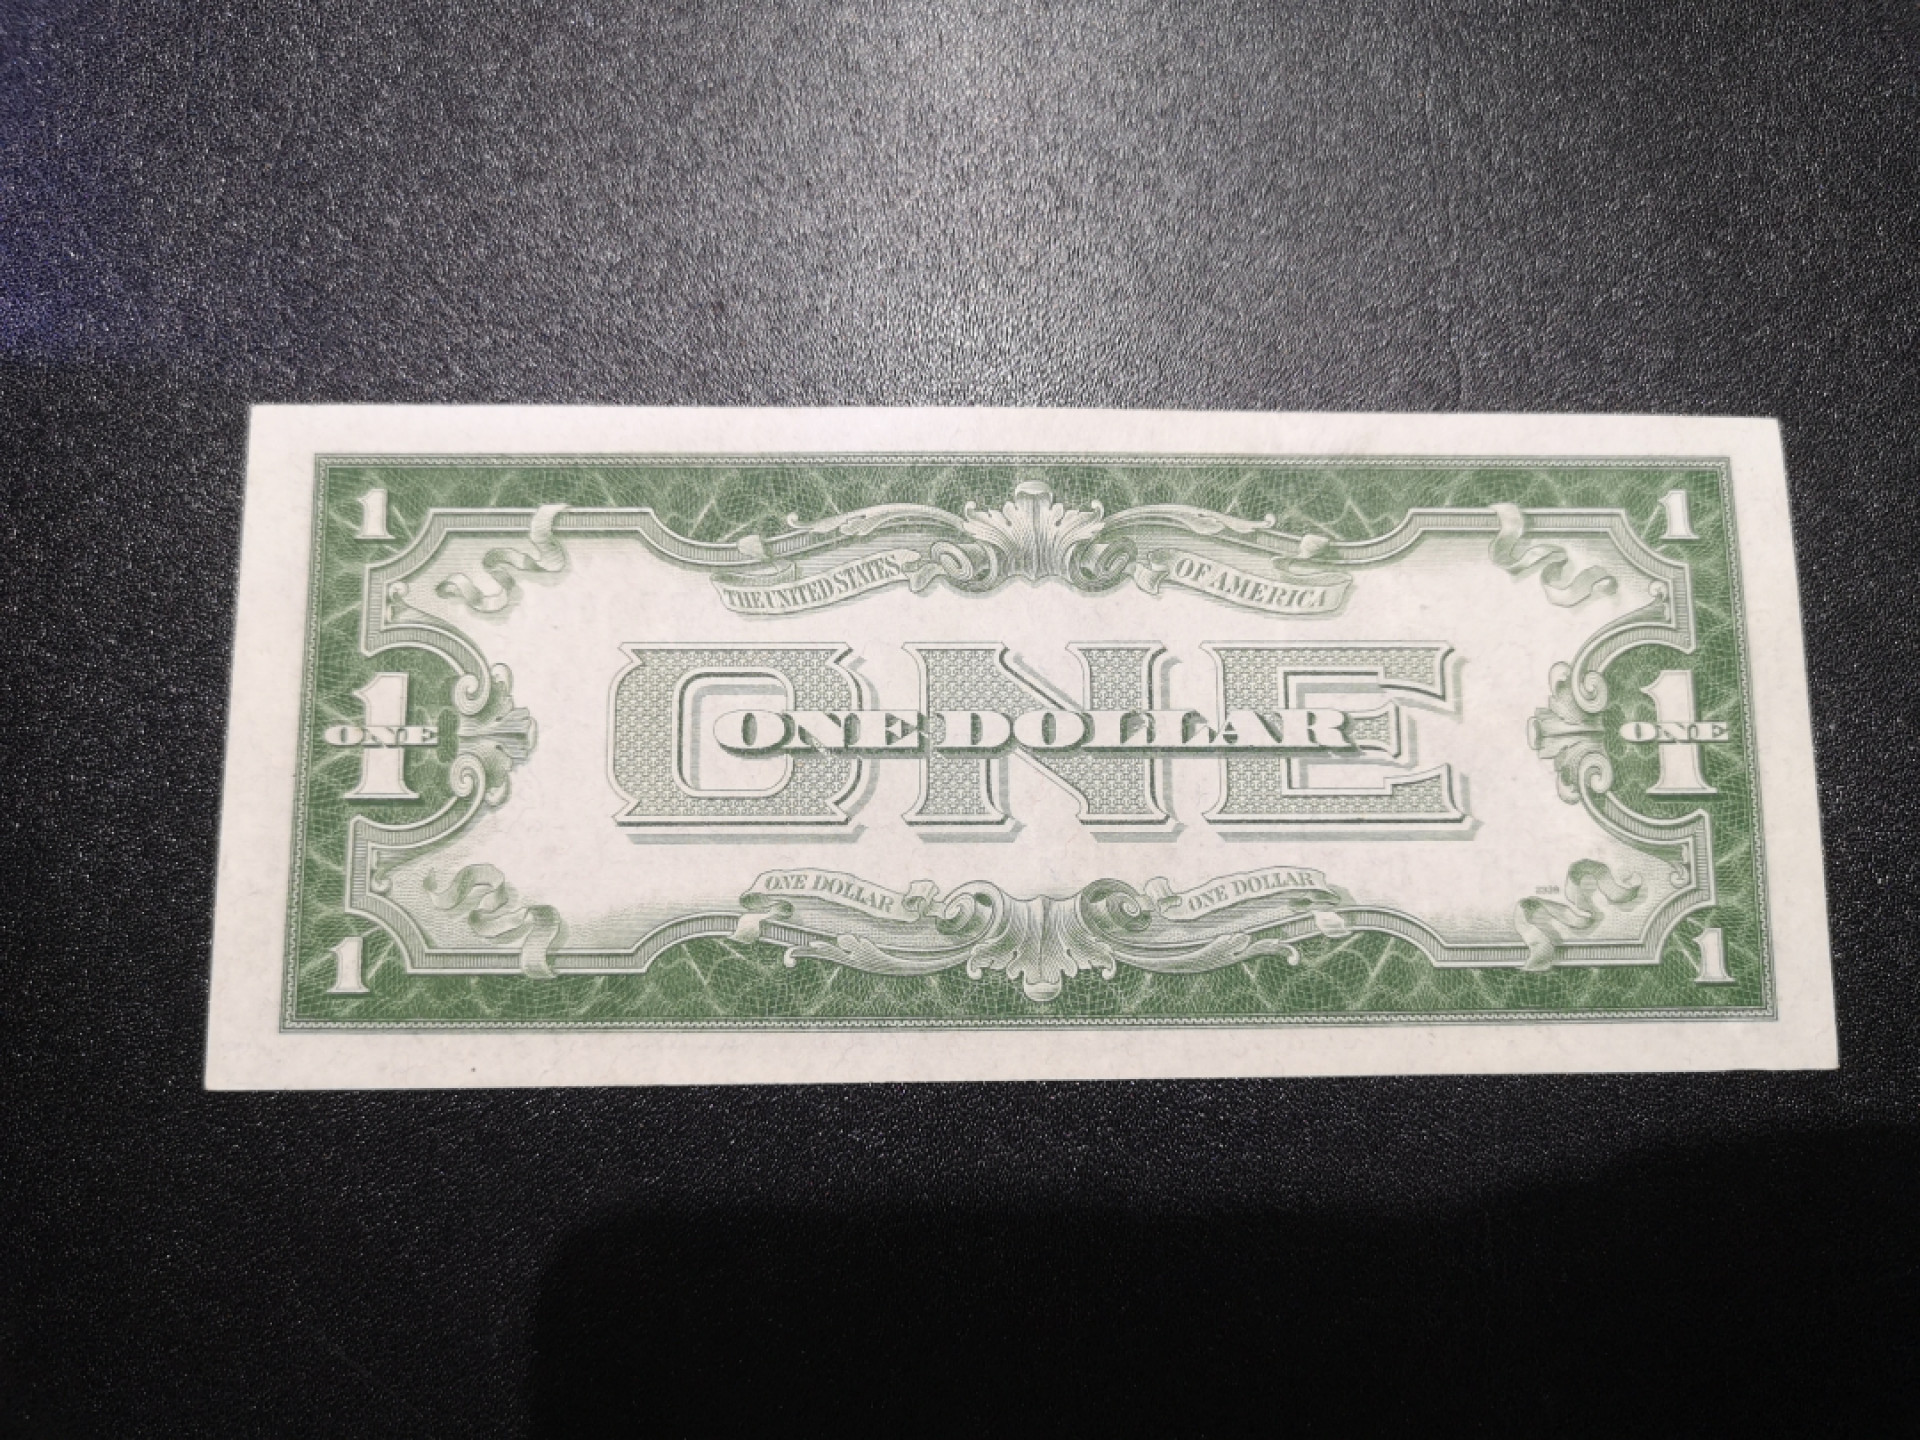 1 1
THE UNITED STATES OF AMERICA
ONE
1 ONE ONE DOLLAR 1 ONE
ONE DOLLAR ONE DOLLAR
1 1